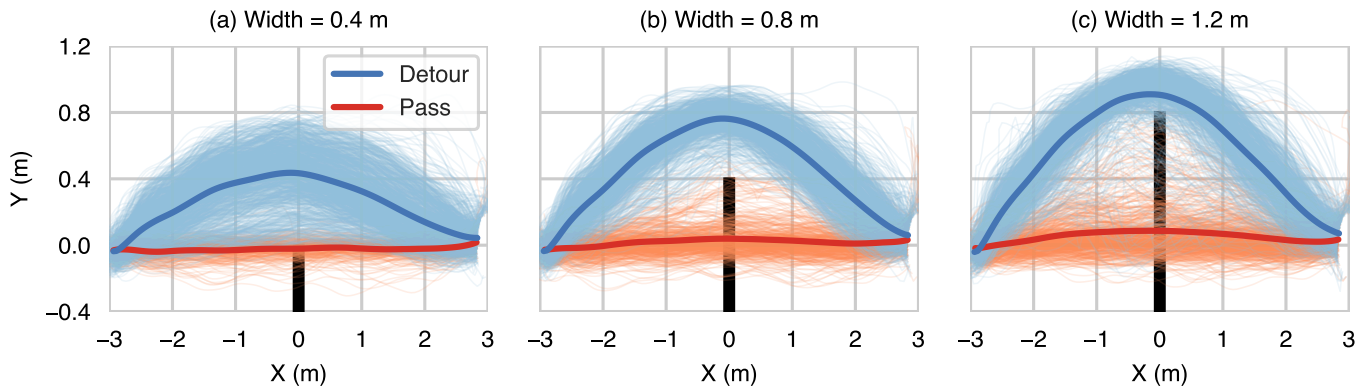 (a) Width = 0.4 m
(b) Width = 0.8 m
(c) Width = 1.2 m
Detour
Pass
Y (m)
1.2
0.8
0.4
0.0
−0.4
−3 −2 −1 0 1 2 3
−3 −2 −1 0 1 2 3
−3 −2 −1 0 1 2 3
X (m)
X (m)
X (m)